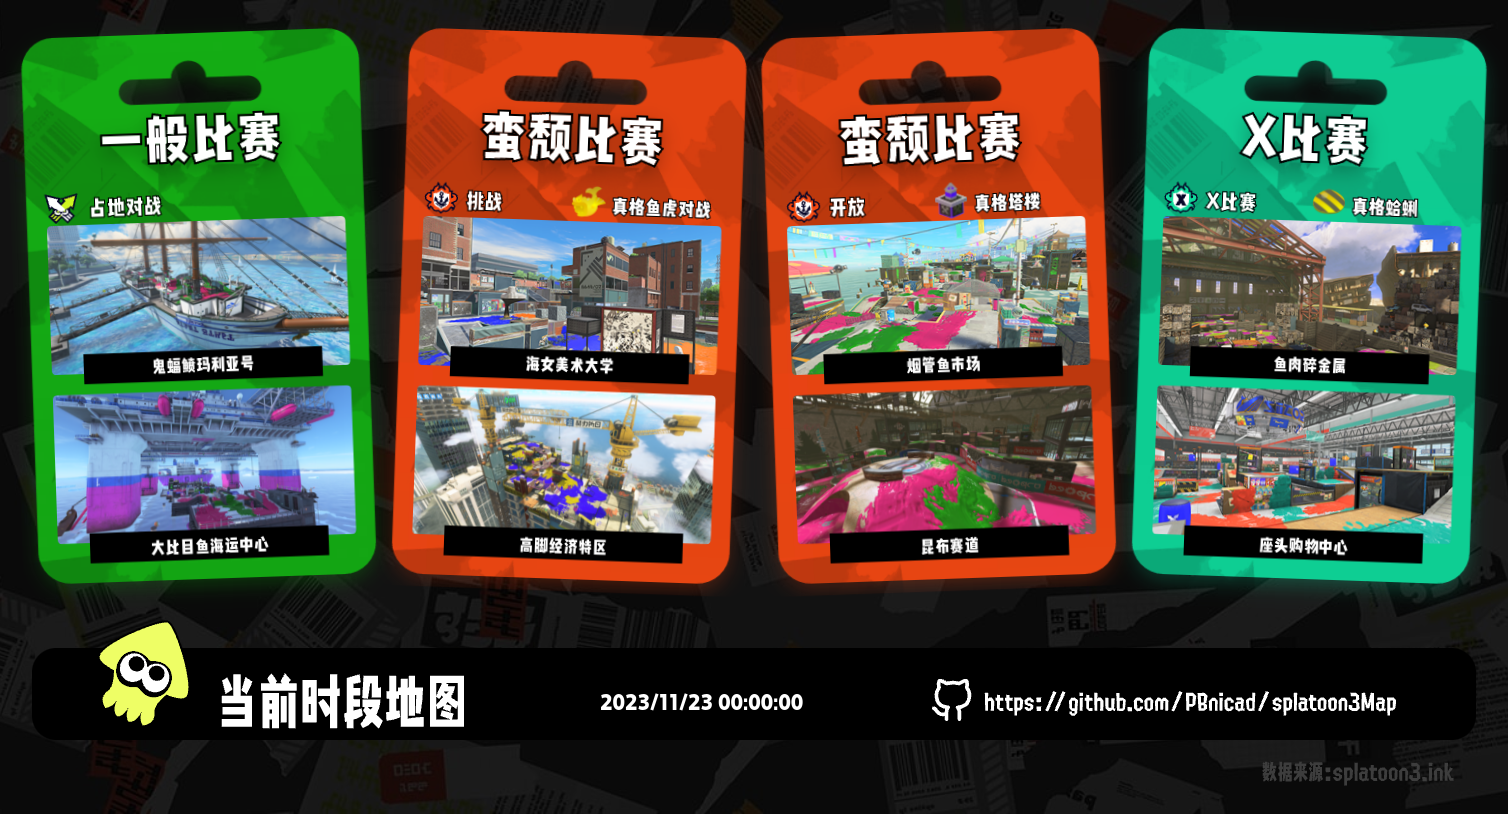 一般比赛
占地对战
鬼蝠鲼玛利亚号
大比目鱼海运中心
蛮颓比赛
挑战
真格鱼虎对战
海女美术大学
高脚经济特区
蛮颓比赛
开放
真格塔楼
烟管鱼市场
昆布赛道
X比赛
X比赛
真格蛤蜊
鱼肉碎金属
座头购物中心
当前时段地图
2023/11/23 00:00:00
https://github.com/PBnicad/splatoon3Map
数据来源:splatoon3.ink